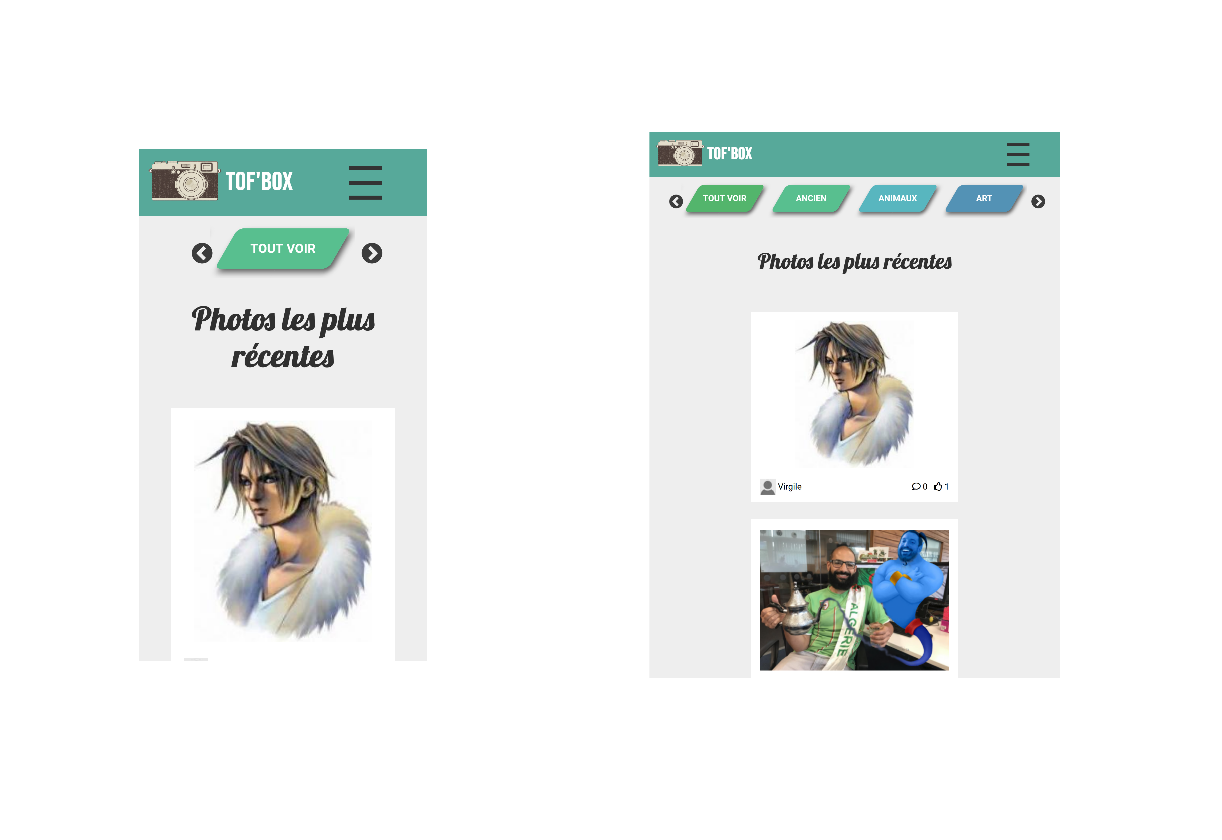 TOF'BOX
TOUT VOIR
Photos les plus
récentes
TOF'BOX
TOUT VOIR
ANCIEN
ANIMAUX
ART
Photos les plus récentes
Virgile
0
1
ALGERIE